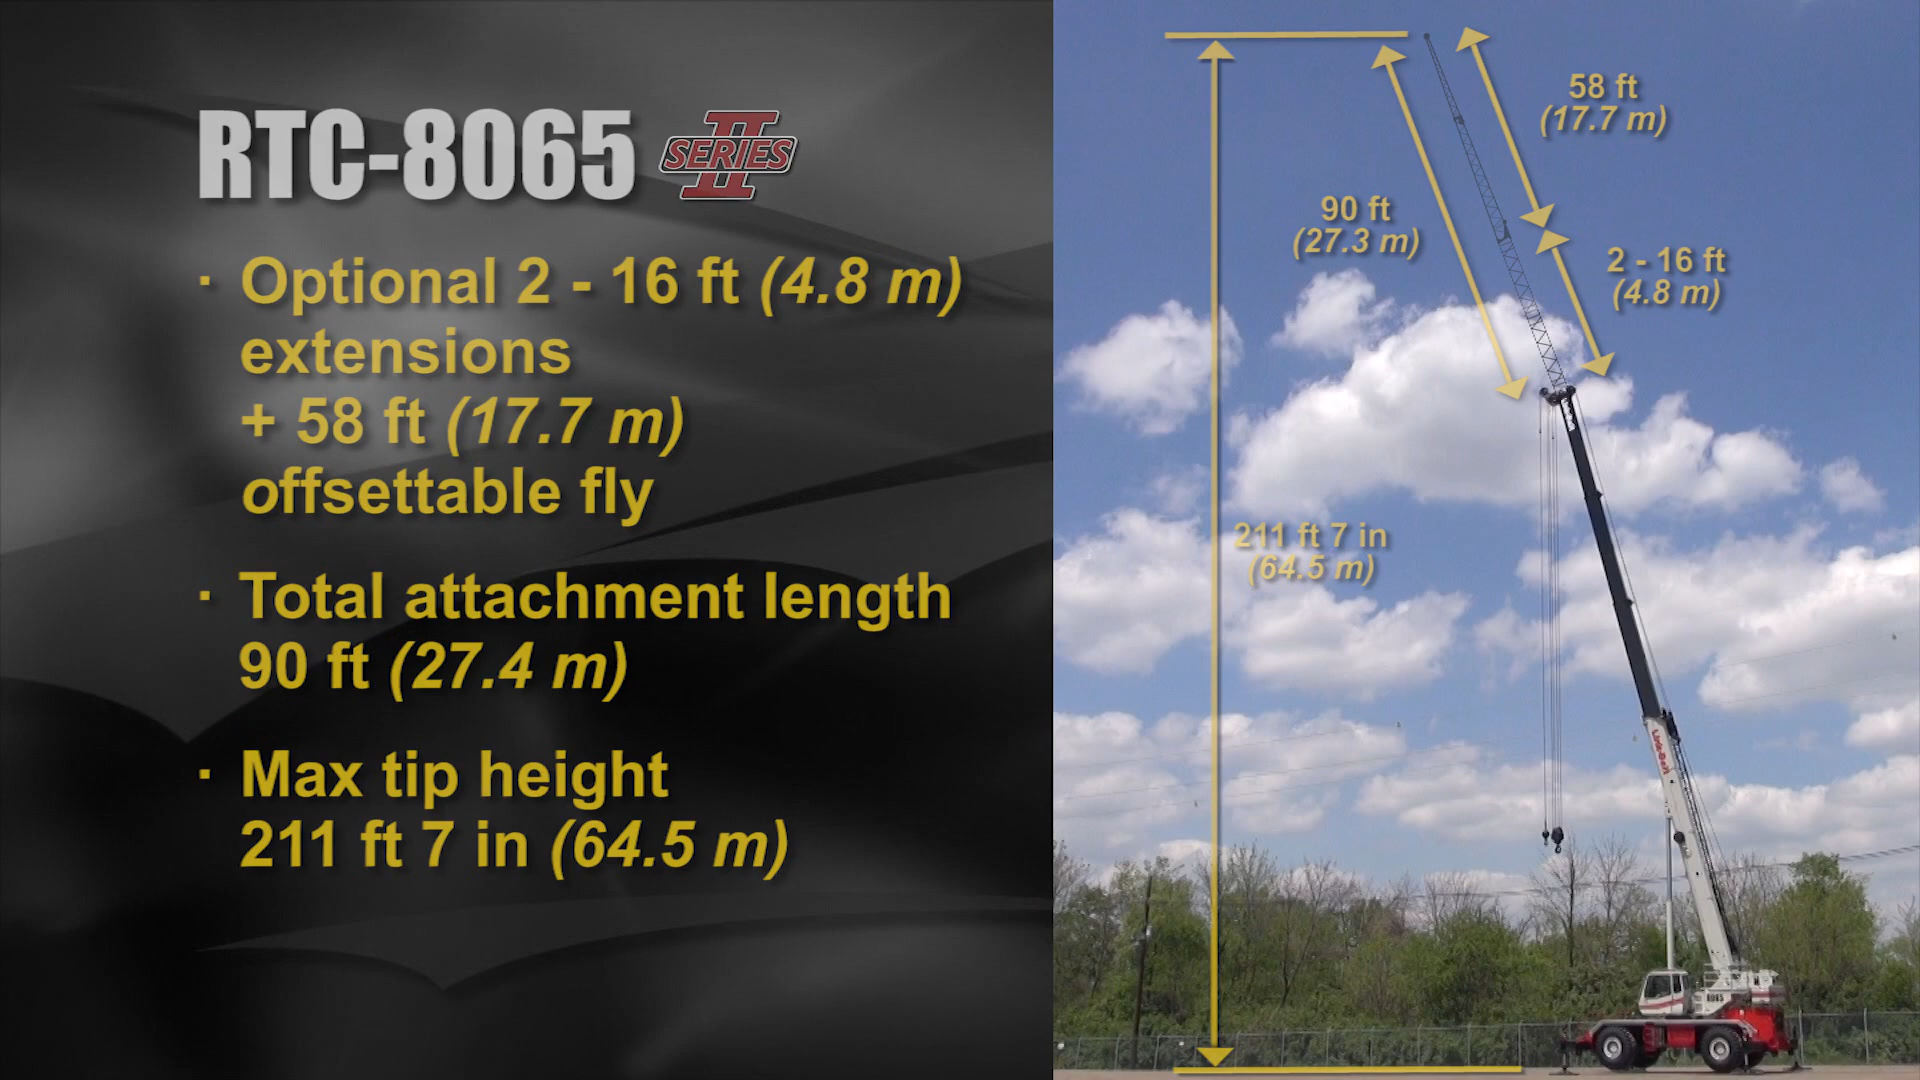 RTC-8065 SERIES II
· Optional 2 - 16 ft (4.8 m)
extensions
+ 58 ft (17.7 m)
offsettable fly
· Total attachment length
90 ft (27.4 m)
· Max tip height
211 ft 7 in (64.5 m)
58 ft
(17.7 m)
90 ft
(27.3 m)
2 - 16 ft
(4.8 m)
211 ft 7 in
(64.5 m)
Link-Belt
8065